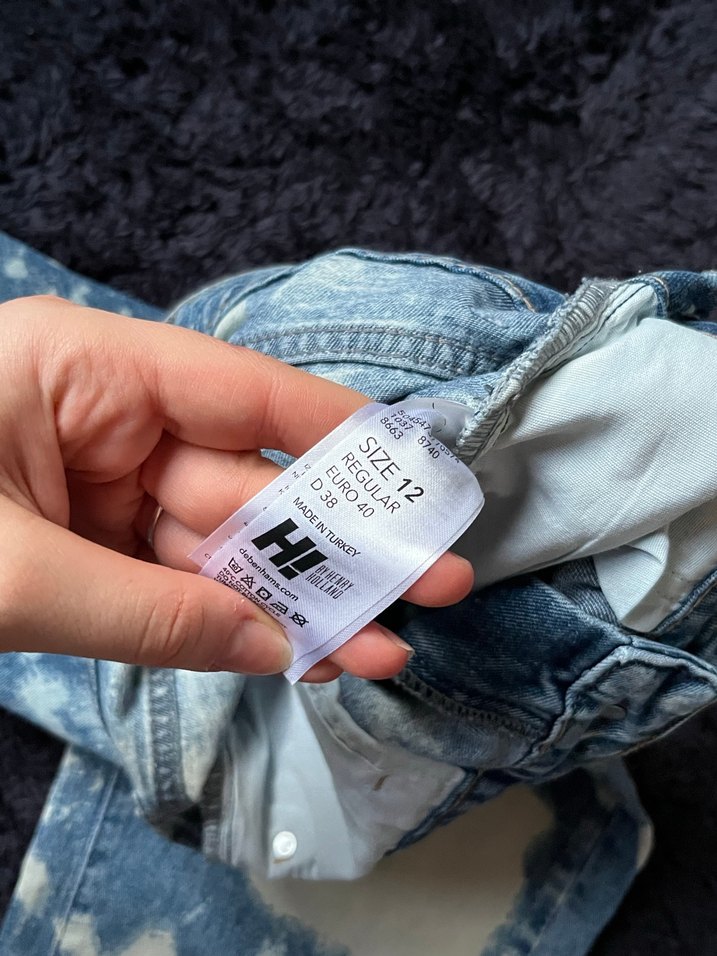 8663 8740
SIZE 12
REGULAR
EURO 40
D 38
MADE IN TURKEY
H!
BY HENRY
HOLLAND
debenhams.com